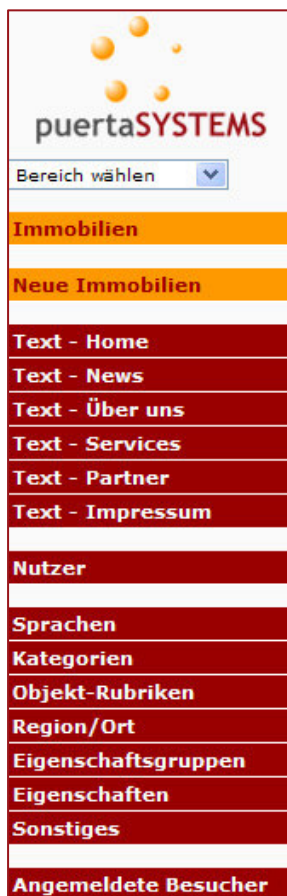 puertaSYSTEMS
Bereich wählen
Immobilien
Neue Immobilien
Text - Home
Text - News
Text - Über uns
Text - Services
Text - Partner
Text - Impressum
Nutzer
Sprachen
Kategorien
Objekt-Rubriken
Region/Ort
Eigenschaftsgruppen
Eigenschaften
Sonstiges
Angemeldete Besucher